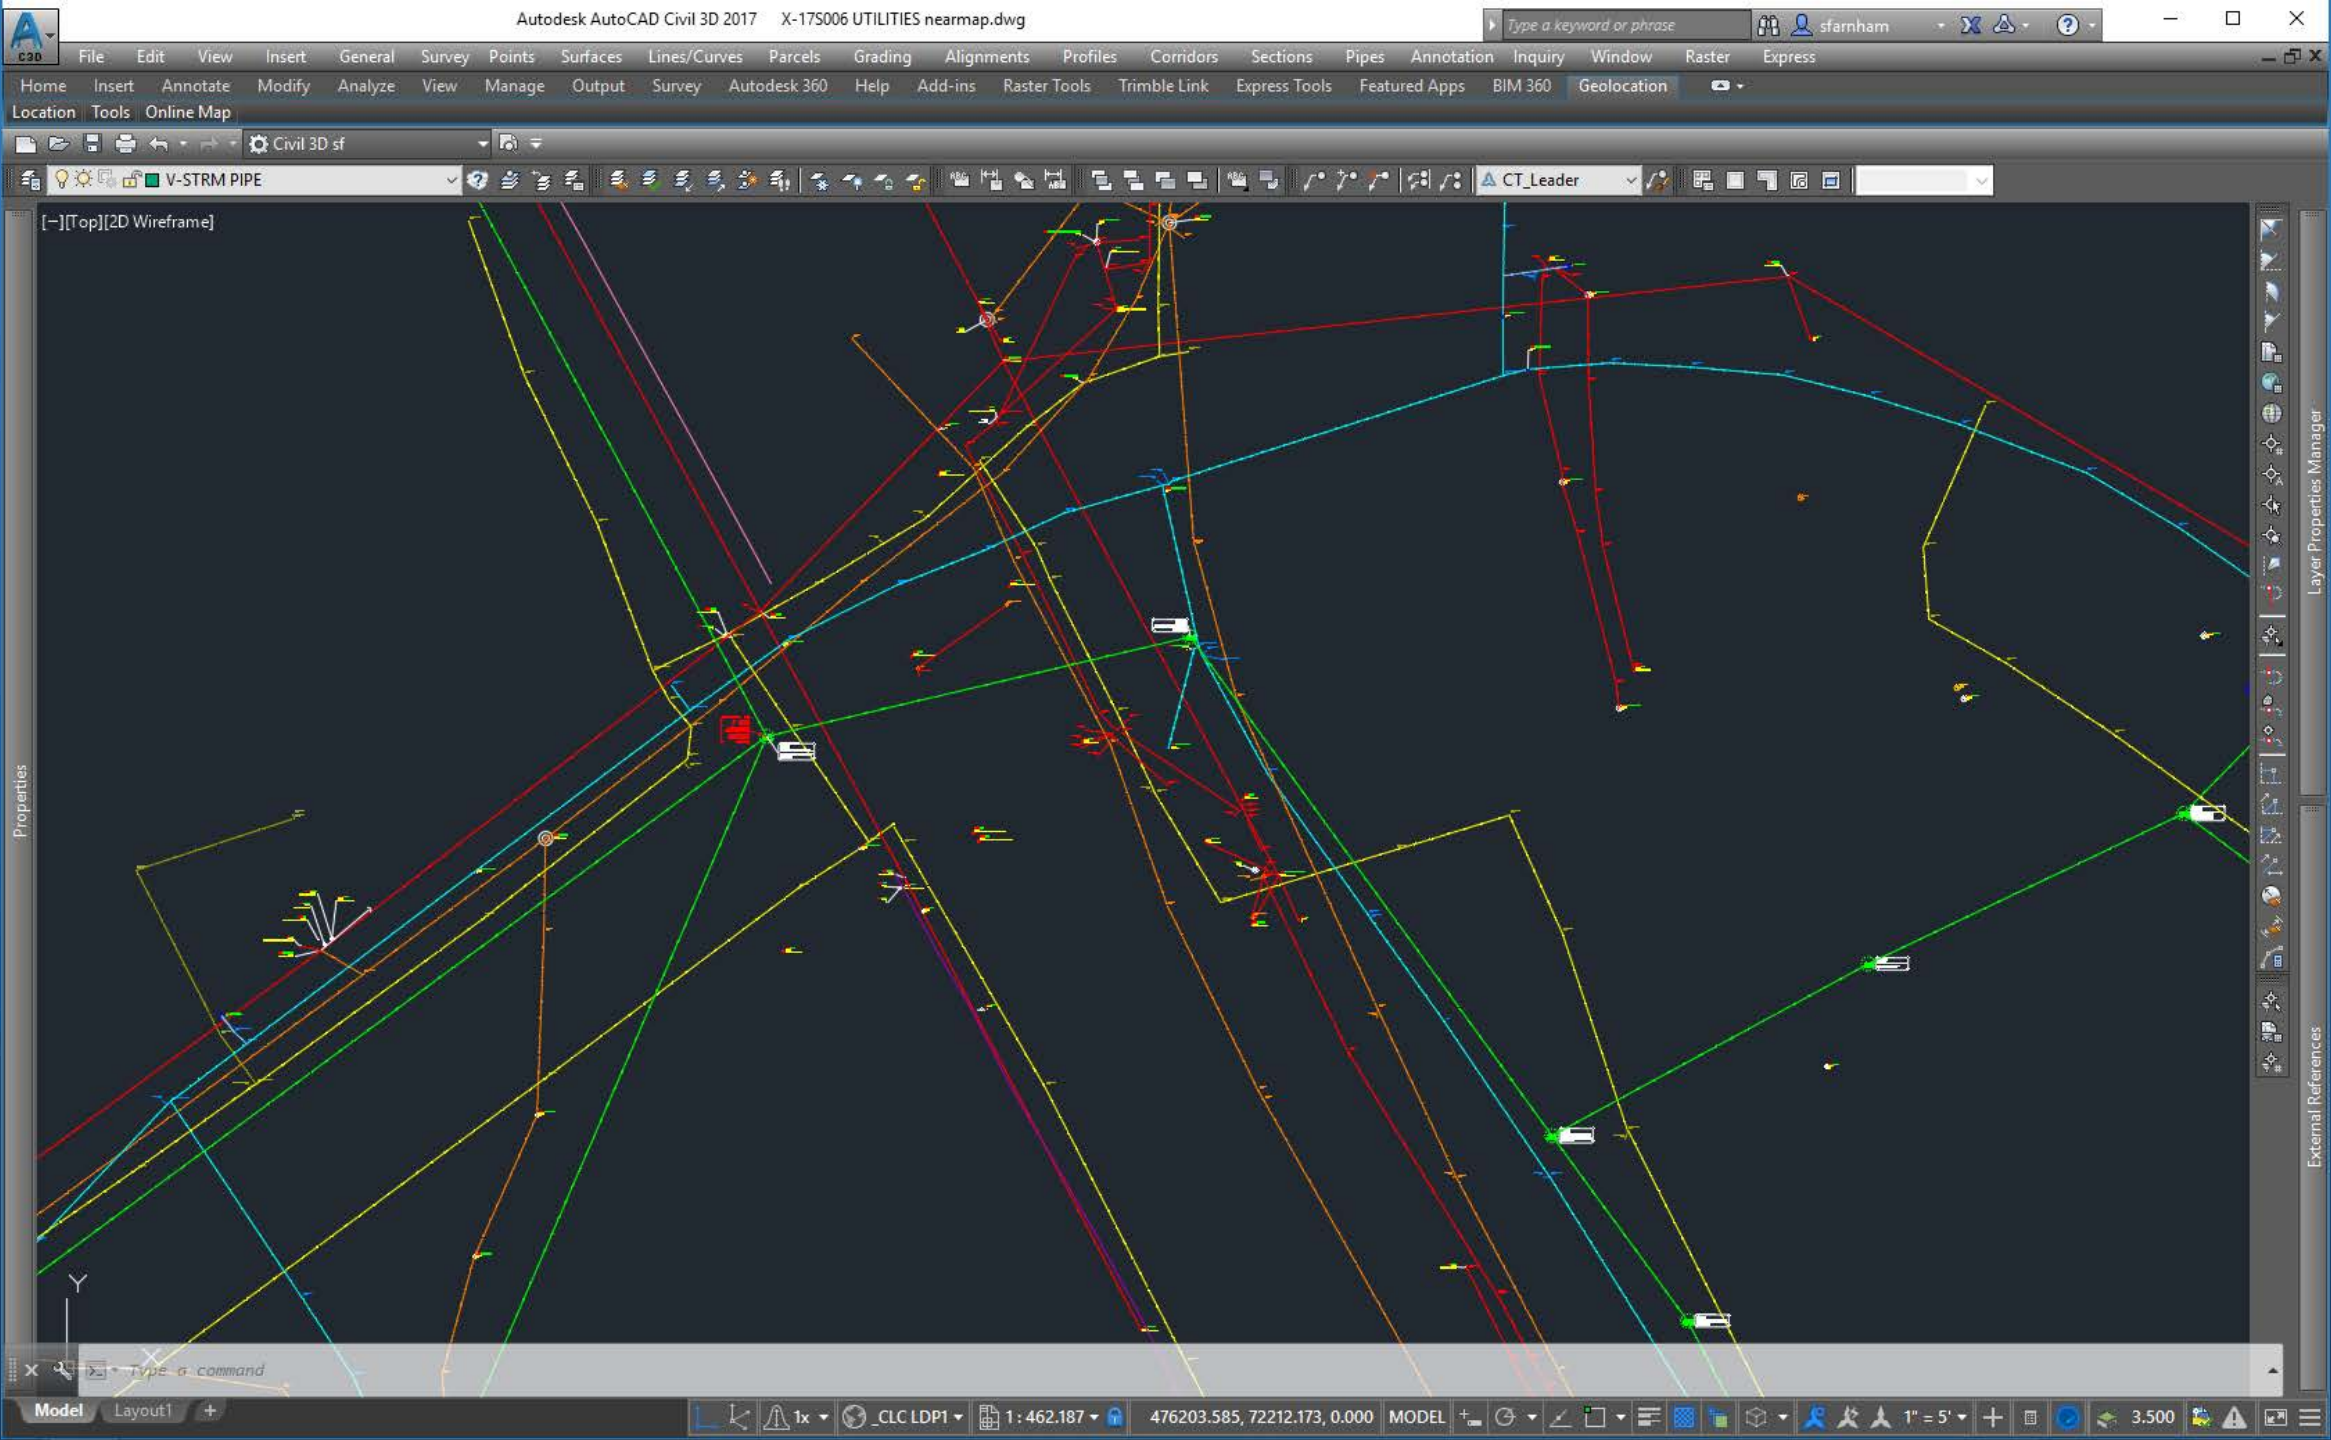 Autodesk AutoCAD Civil 3D 2017 X-17S006 UTILITIES nearmap.dwg
Type a keyword or phrase
sfarnham
C3D
File Edit View Insert General Survey Points Surfaces Lines/Curves Parcels Grading Alignments Profiles Corridors Sections Pipes Annotation Inquiry Window Raster Express
Home Insert Annotate Modify Analyze View Manage Output Survey Autodesk 360 Help Add-ins Raster Tools Trimble Link Express Tools Featured Apps BIM 360 Geolocation
Location Tools Online Map
Civil 3D sf
V-STRM PIPE
CT_Leader
[−][Top][2D Wireframe]
Layer Properties Manager
Properties
External References
Y
X
Type a command
Model Layout1 +
1x _CLC LDP1 1 : 462.187 476203.585, 72212.173, 0.000 MODEL 1" = 5' 3.500